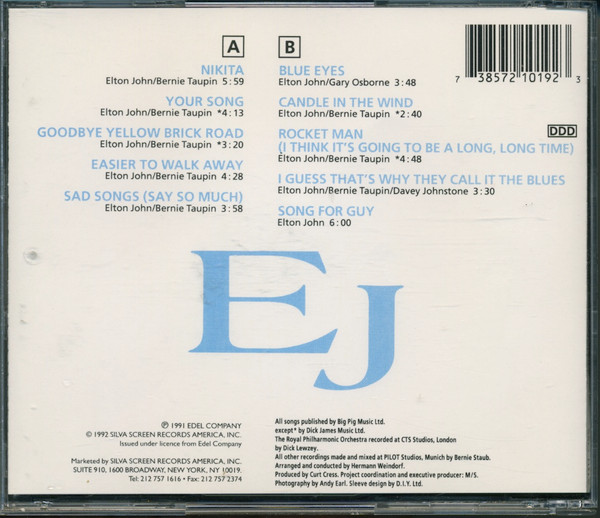 A
NIKITA
Elton John/Bernie Taupin 5:59
YOUR SONG
Elton John/Bernie Taupin *4:13
GOODBYE YELLOW BRICK ROAD
Elton John/Bernie Taupin *3:20
EASIER TO WALK AWAY
Elton John/Bernie Taupin 4:28
SAD SONGS (SAY SO MUCH)
Elton John/Bernie Taupin 3:58
B
BLUE EYES
Elton John/Gary Osborne 3:48
CANDLE IN THE WIND
Elton John/Bernie Taupin *2:40
ROCKET MAN
(I THINK IT'S GOING TO BE A LONG, LONG TIME)
Elton John/Bernie Taupin *4:48
I GUESS THAT'S WHY THEY CALL IT THE BLUES
Elton John/Bernie Taupin/Davey Johnstone 3:30
SONG FOR GUY
Elton John 6:00
7 38572 10192 3
DDD
EJ
℗ 1991 EDEL COMPANY
© 1992 SILVA SCREEN RECORDS AMERICA, INC.
Issued under licence from Edel Company
Marketed by SILVA SCREEN RECORDS AMERICA, INC.
SUITE 910, 1600 BROADWAY, NEW YORK, NY 10019.
Tel: 212 757 1616 • Fax: 212 757 2374
All songs published by Big Pig Music Ltd.
except* by Dick James Music Ltd.
The Royal Philharmonic Orchestra recorded at CTS Studios, London
by Dick Lewzey.
All other recordings made and mixed at PILOT Studios, Munich by Bernie Staub.
Arranged and conducted by Hermann Weindorf.
Produced by Curt Cress. Project coordination and executive producer: M/S.
Photography by Andy Earl. Sleeve design by D.I.Y. Ltd.